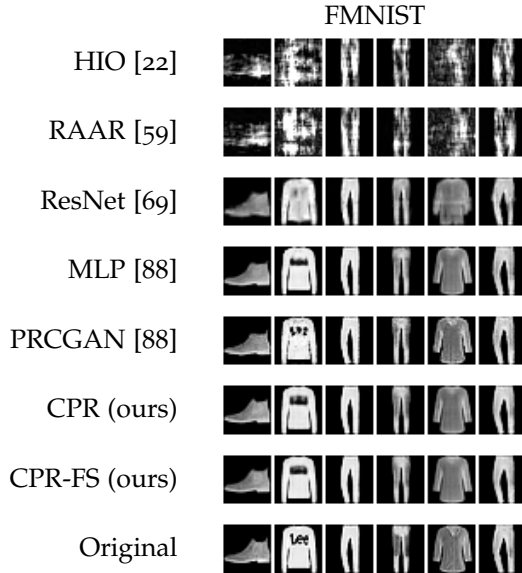 FMNIST
HIO [22]
RAAR [59]
ResNet [69]
MLP [88]
PRCGAN [88]
CPR (ours)
CPR-FS (ours)
Original
Lee